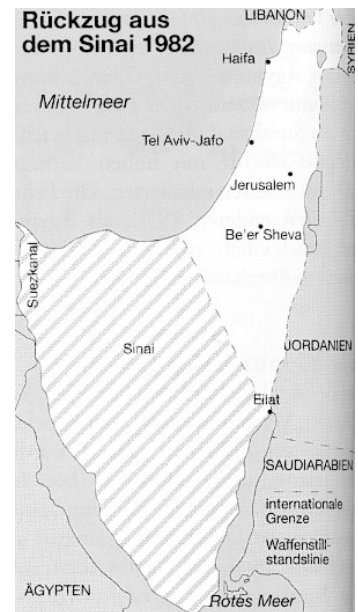 Rückzug aus
dem Sinai 1982
LIBANON
SYRIEN
Haifa
Mittelmeer
Tel Aviv-Jafo
Jerusalem
Be'er Sheva
Suezkanal
Sinai
JORDANIEN
Eilat
SAUDIARABIEN
internationale
Grenze
Waffenstill-
standslinie
ÄGYPTEN
Rotes Meer